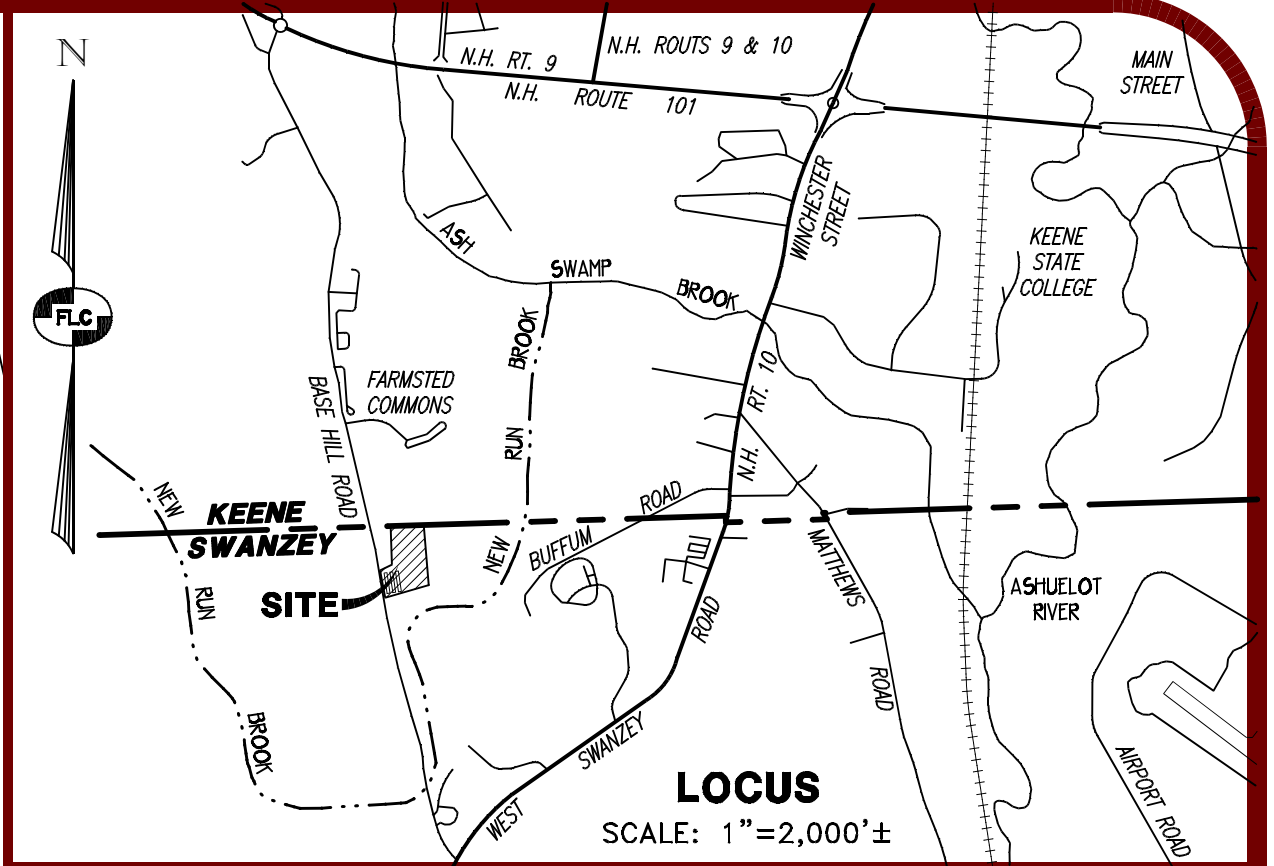 N
N.H. RT. 9
N.H. ROUTS 9 & 10
N.H. ROUTE 101
MAIN
STREET
WINCHESTER
STREET
ASH SWAMP BROOK
KEENE
STATE
COLLEGE
FLC
NEW RUN BROOK
BASE HILL ROAD
FARMSTED
COMMONS
N.H. RT. 10
NEW RUN BROOK
KEENE
SWANZEY
BUFFUM ROAD
MATTHEWS ROAD
SITE
ASHUELOT
RIVER
WEST SWANZEY ROAD
AIRPORT ROAD
LOCUS
SCALE: 1"=2,000'±